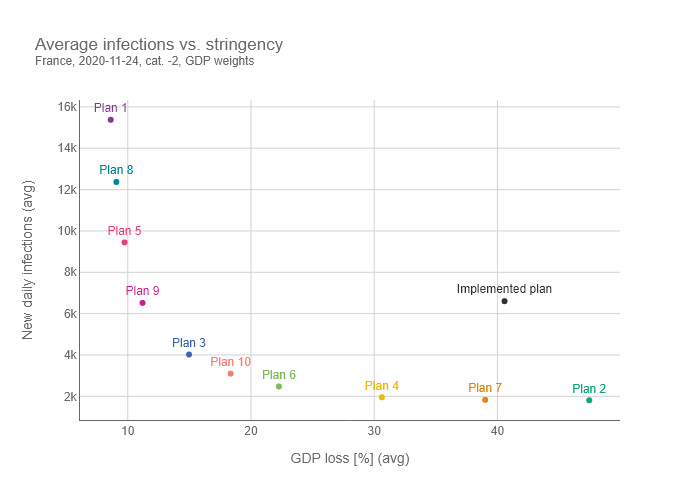 Average infections vs. stringency
France, 2020-11-24, cat. -2, GDP weights
16k
Plan 1
14k
Plan 8
12k
Plan 5
10k
8k
Plan 9
Implemented plan
6k
Plan 3
4k
Plan 10
Plan 6
Plan 4
Plan 7
Plan 2
2k
10
20
30
40
New daily infections (avg)
GDP loss [%] (avg)